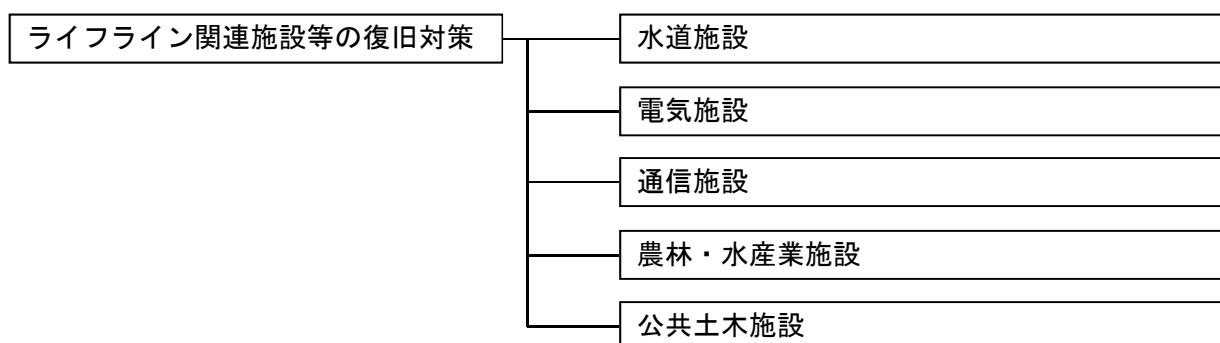 ライフライン関連施設等の復旧対策
水道施設
電気施設
通信施設
農林・水産業施設
公共土木施設